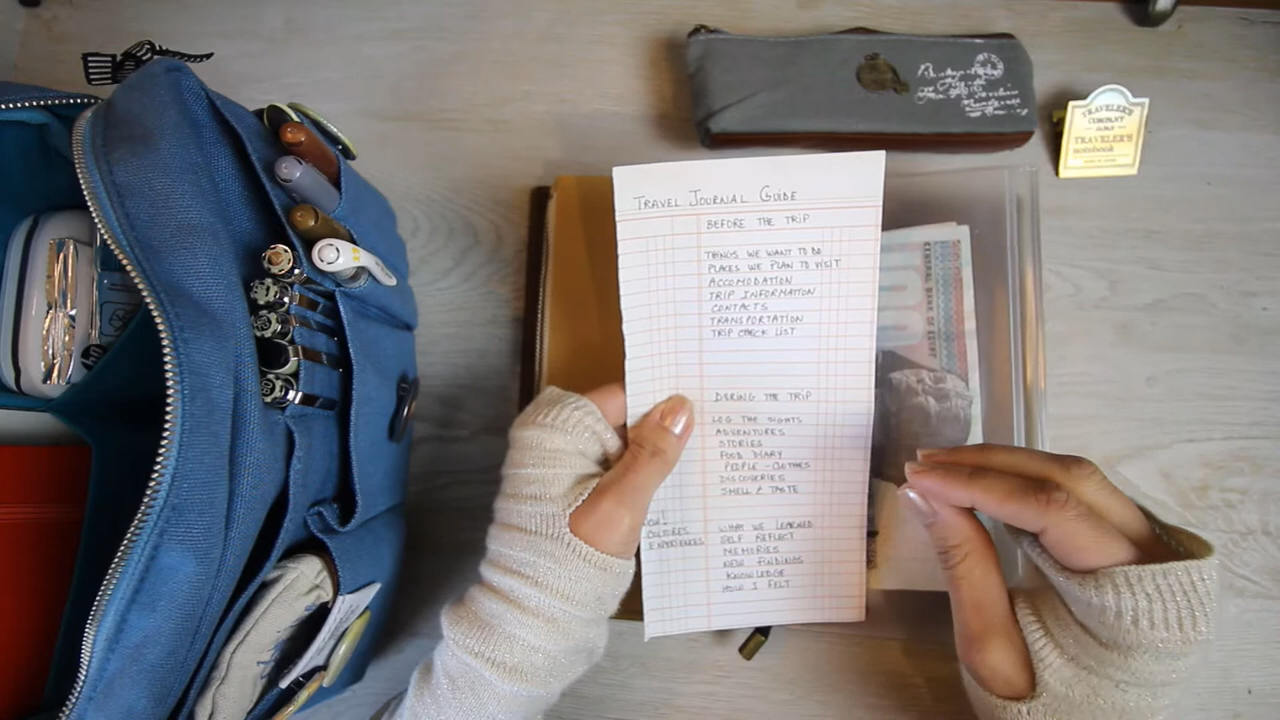 TRAVEL JOURNAL GUIDE
BEFORE THE TRIP
THINGS WE WANT TO DO
PLACES WE PLAN TO VISIT
ACCOMODATION
TRIP INFORMATION
CONTACTS
TRANSPORTATION
TRIP CHECK LIST
DERING THE TRIP
LOG THE SIGHTS
ADVENTURES
STORIES
FOOD DIARY
PEOPLE - CLOTHES
DISCOVERIES
SMELL & TASTE
ON!
CULTURES
EXPERIENCES
WHAT WE LEARNED
SELF REFLECT
MEMORIES
NEW FINDINGS
KNOWLEDGE
HOW I FELT
CENTRAL BANK OF EGYPT
TRAVELER'S
COMPANY
TRAVELER'S
notebook